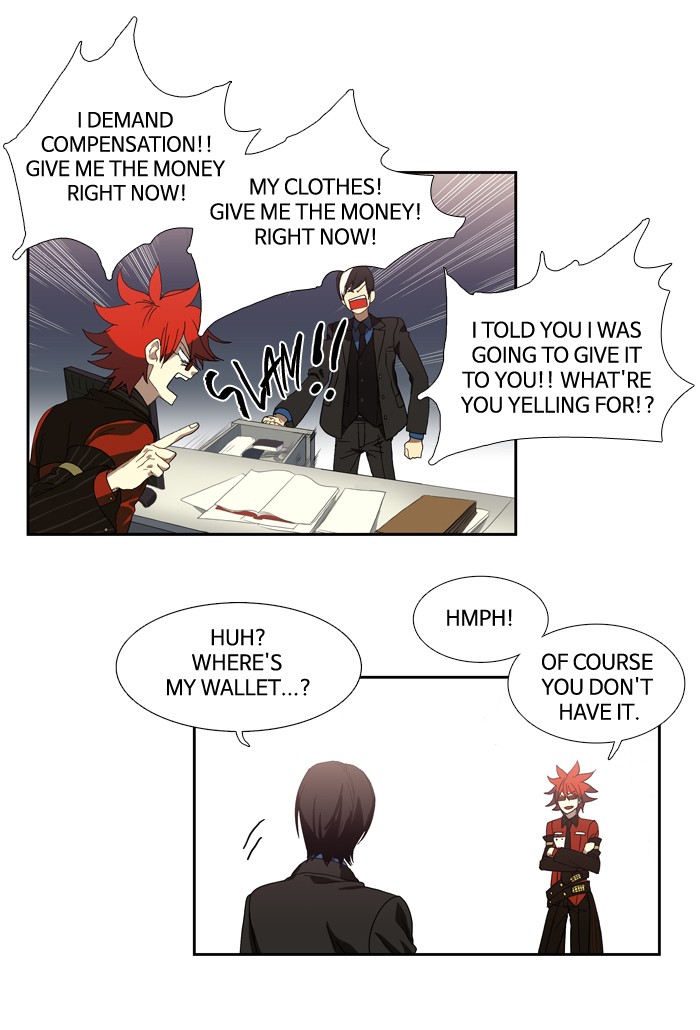 I DEMAND
COMPENSATION!!
GIVE ME THE MONEY
RIGHT NOW!
MY CLOTHES!
GIVE ME THE MONEY!
RIGHT NOW!
I TOLD YOU I WAS
GOING TO GIVE IT
TO YOU!! WHAT'RE
YOU YELLING FOR!?
SLAM!!
HUH?
WHERE'S
MY WALLET...?
HMPH!
OF COURSE
YOU DON'T
HAVE IT.